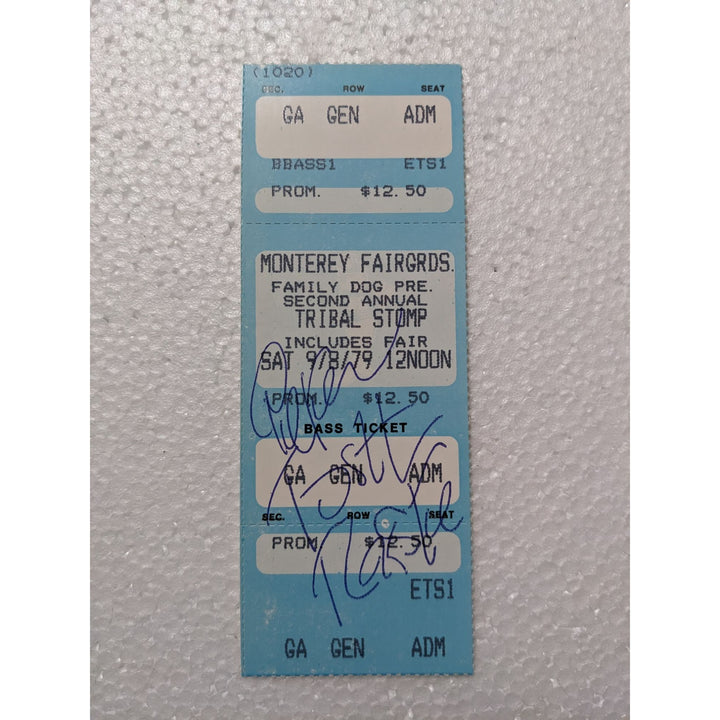 (1020)
SEC. ROW SEAT
GA GEN ADM
BBASS1 ETS1
PROM. $12.50
MONTEREY FAIRGRDS.
FAMILY DOG PRE.
SECOND ANNUAL
TRIBAL STOMP
INCLUDES FAIR
SAT 9/8/79 12NOON
PROM. $12.50
BASS TICKET
GA GEN ADM
SEC. ROW SEAT
PROM $12.50
ETS1
GA GEN ADM